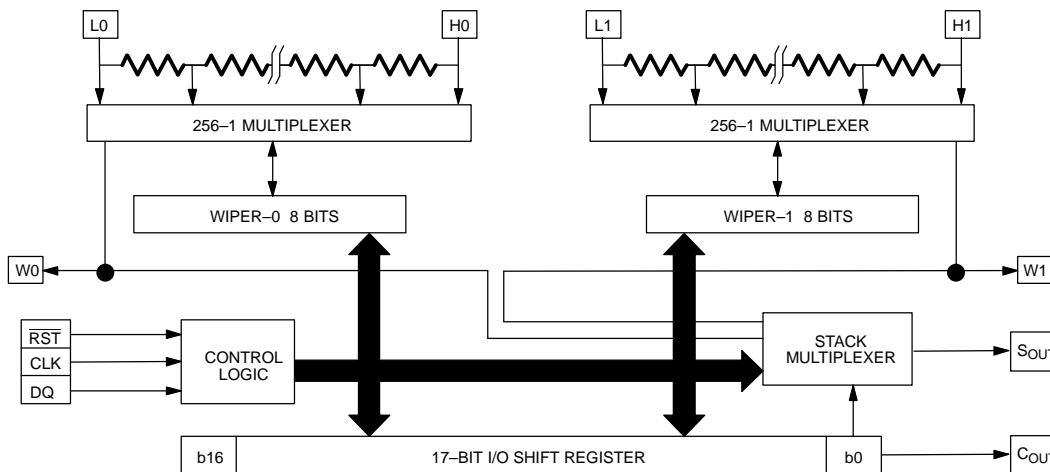 L0
H0
L1
H1
256–1 MULTIPLEXER
256–1 MULTIPLEXER
WIPER–0 8 BITS
WIPER–1 8 BITS
W0
W1
RST
CLK
DQ
CONTROL
LOGIC
STACK
MULTIPLEXER
SOUT
b16
17–BIT I/O SHIFT REGISTER
b0
COUT